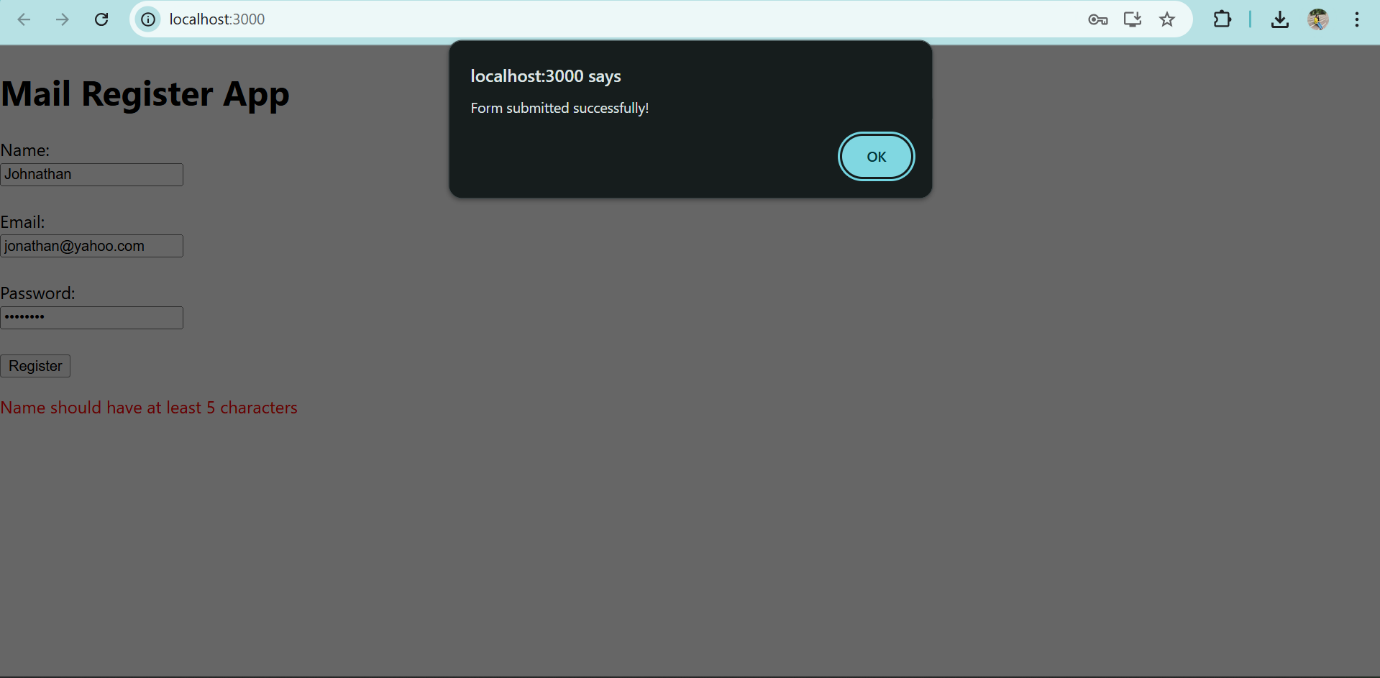 localhost:3000
localhost:3000 says
Form submitted successfully!
OK
Mail Register App
Name:
Johnathan
Email:
jonathan@yahoo.com
Password:
••••••••
Register
Name should have at least 5 characters